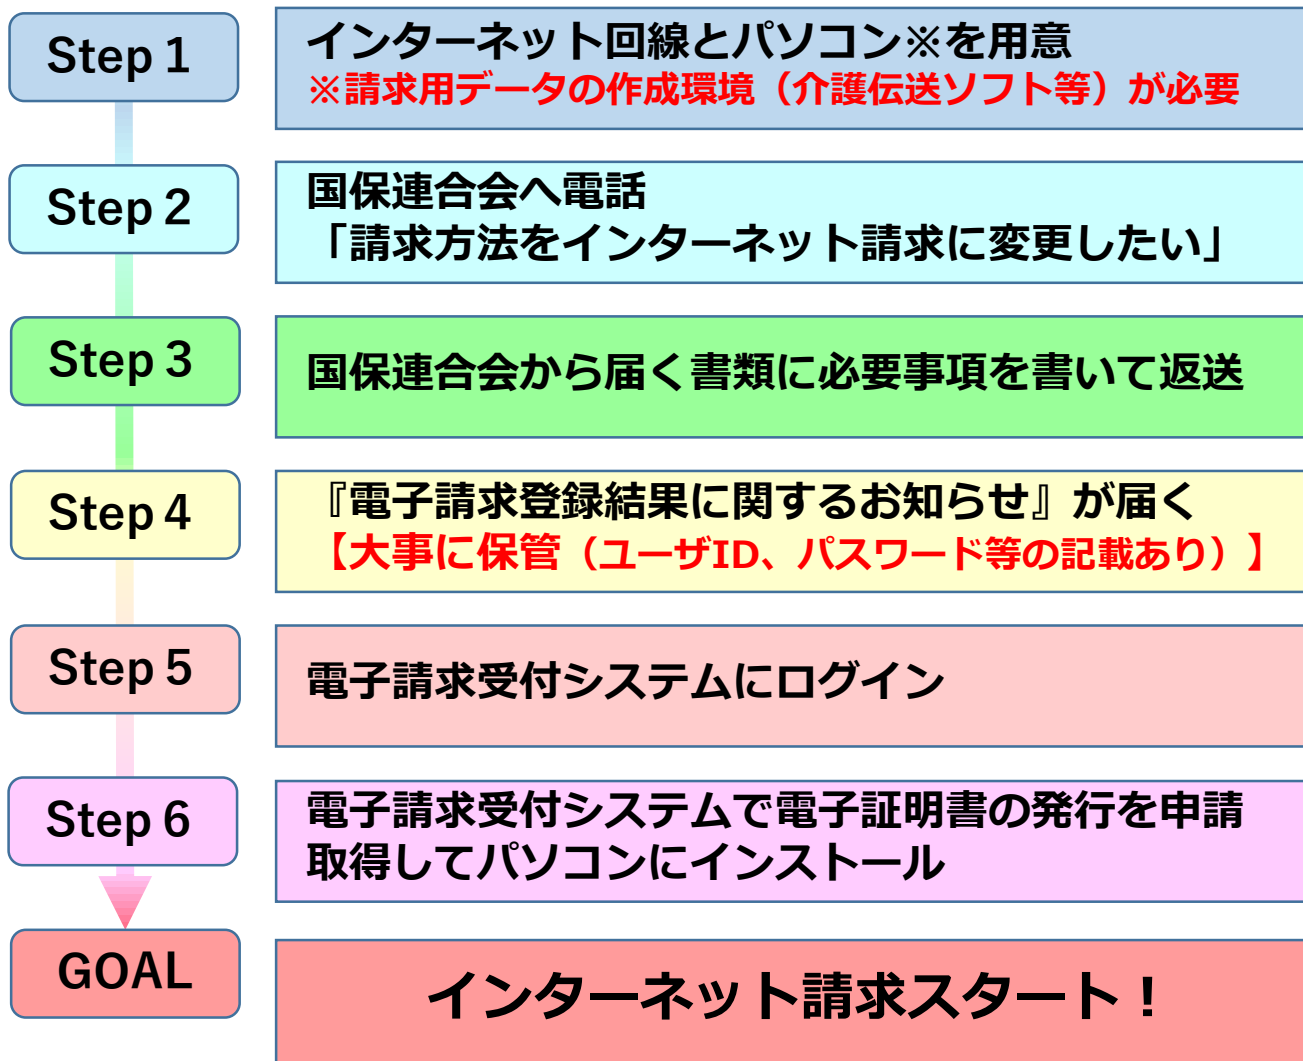 Step 1
インターネット回線とパソコン※を用意
※請求用データの作成環境（介護伝送ソフト等）が必要
Step 2
国保連合会へ電話
「請求方法をインターネット請求に変更したい」
Step 3
国保連合会から届く書類に必要事項を書いて返送
Step 4
『電子請求登録結果に関するお知らせ』が届く
【大事に保管（ユーザID、パスワード等の記載あり）】
Step 5
電子請求受付システムにログイン
Step 6
電子請求受付システムで電子証明書の発行を申請
取得してパソコンにインストール
GOAL
インターネット請求スタート！